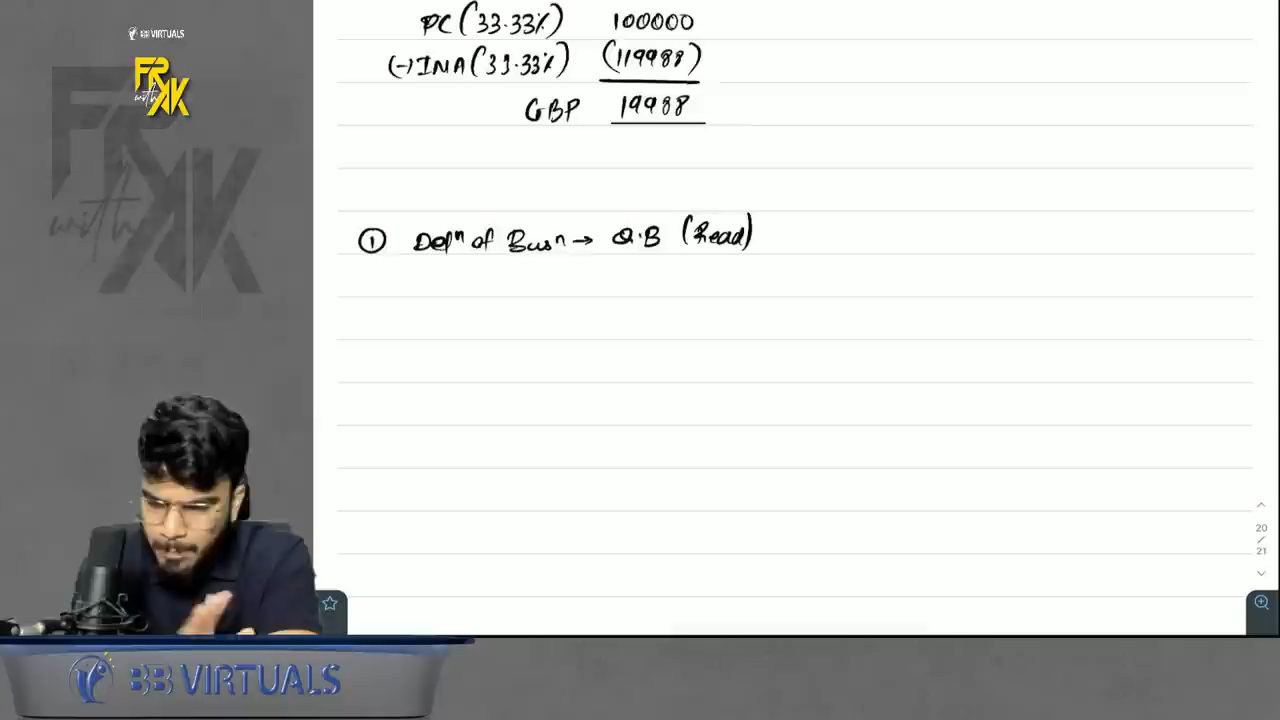 PC (33.33%) 100000
BB VIRTUALS
(-) INA (33.33%) (119988)
FR
with
AK
GBP 19988
① Defⁿ of Busⁿ → Q.B (Read)
20
/
21
BB VIRTUALS